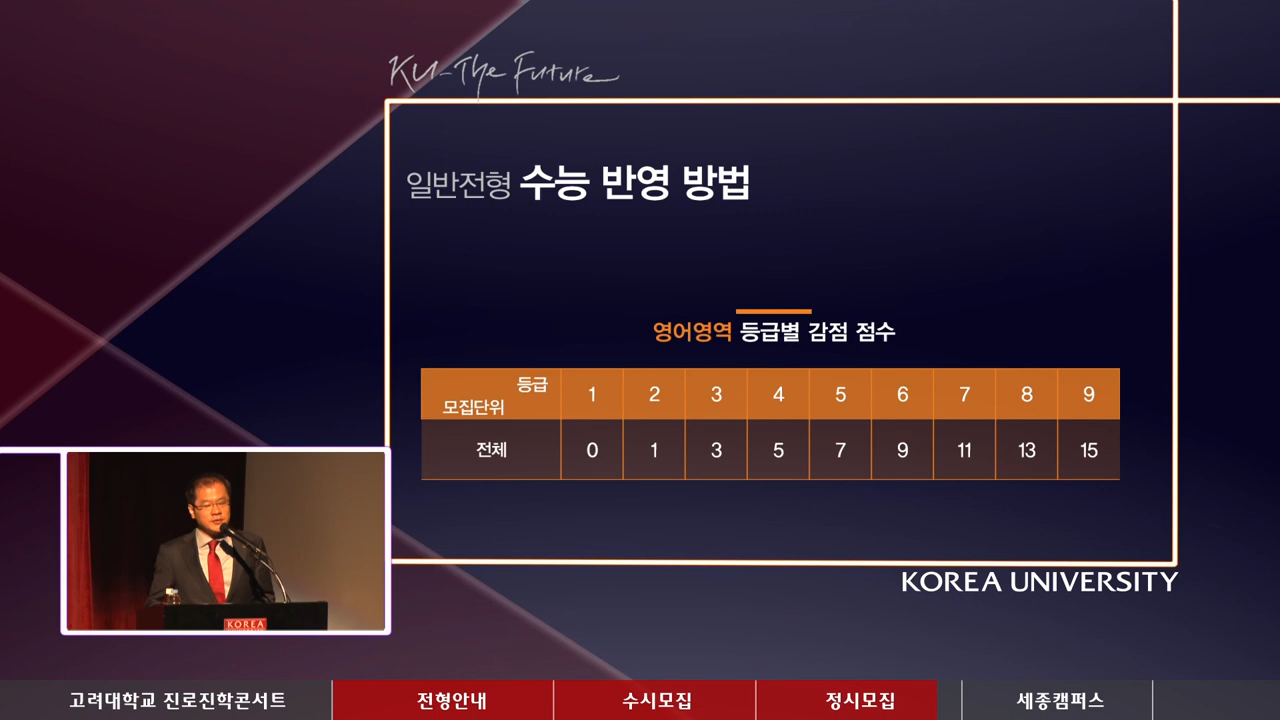 KU-The Future
일반전형 수능 반영 방법
영어영역 등급별 감점 점수
등급 1 2 3 4 5 6 7 8 9
모집단위
전체 0 1 3 5 7 9 11 13 15
KOREA
KOREA UNIVERSITY
고려대학교 진로진학콘서트 전형안내 수시모집 정시모집 세종캠퍼스